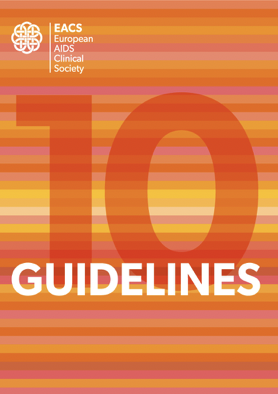 EACS
European
AIDS
Clinical
Society
10
GUIDELINES